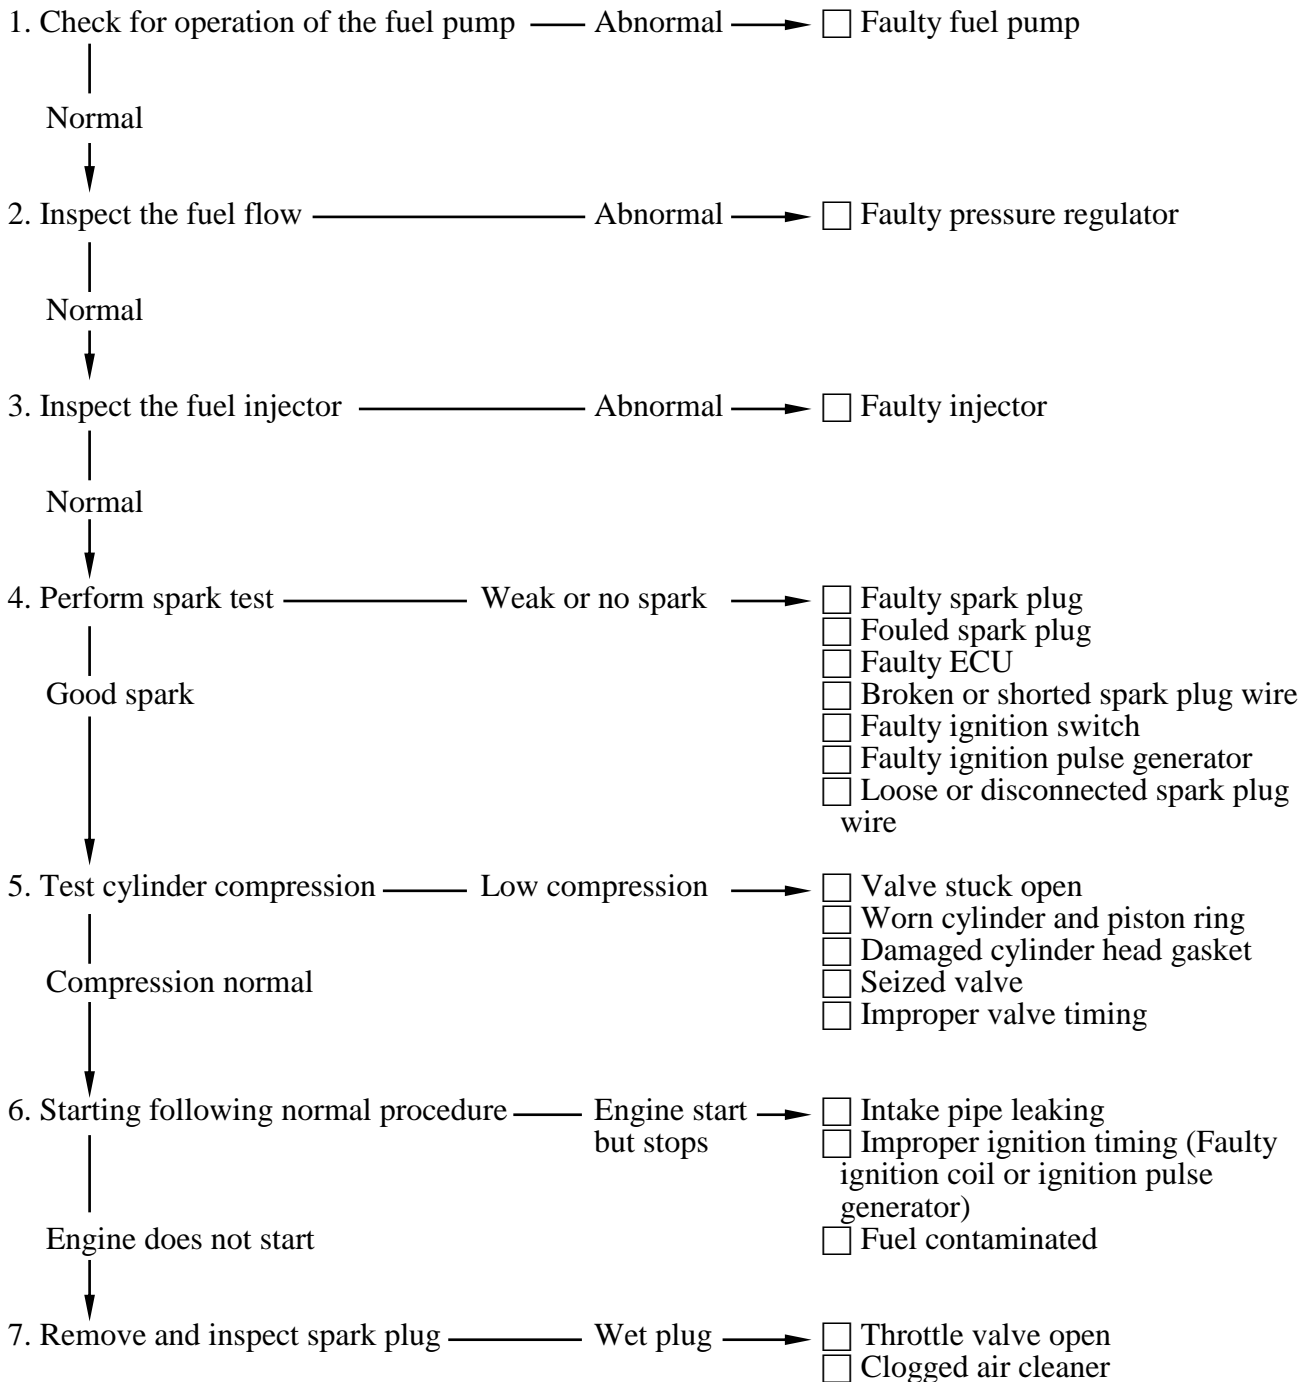 1. Check for operation of the fuel pump Abnormal Faulty fuel pump
Normal
2. Inspect the fuel flow Abnormal Faulty pressure regulator
Normal
3. Inspect the fuel injector Abnormal Faulty injector
Normal
4. Perform spark test Weak or no spark Faulty spark plug
Fouled spark plug
Faulty ECU
Good spark Broken or shorted spark plug wire
Faulty ignition switch
Faulty ignition pulse generator
Loose or disconnected spark plug
wire
5. Test cylinder compression Low compression Valve stuck open
Worn cylinder and piston ring
Damaged cylinder head gasket
Compression normal Seized valve
Improper valve timing
6. Starting following normal procedure Engine start Intake pipe leaking
but stops Improper ignition timing (Faulty
ignition coil or ignition pulse
generator)
Engine does not start Fuel contaminated
7. Remove and inspect spark plug Wet plug Throttle valve open
Clogged air cleaner